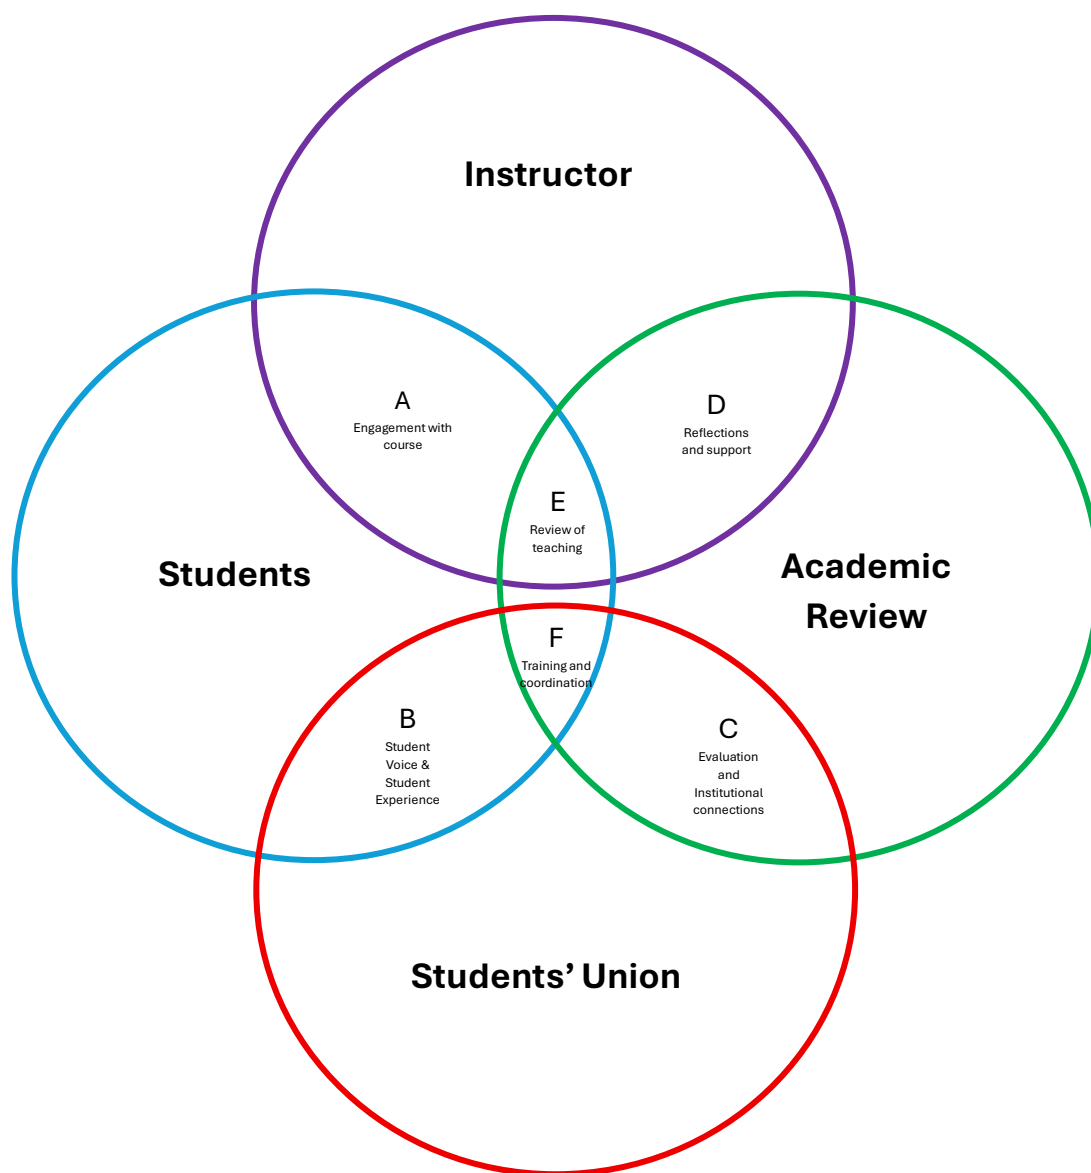 Instructor
A
Engagement with
course
D
Reflections
and support
E
Review of
teaching
Students
Academic
Review
F
Training and
coordination
B
Student
Voice &
Student
Experience
C
Evaluation
and
Institutional
connections
Students’ Union